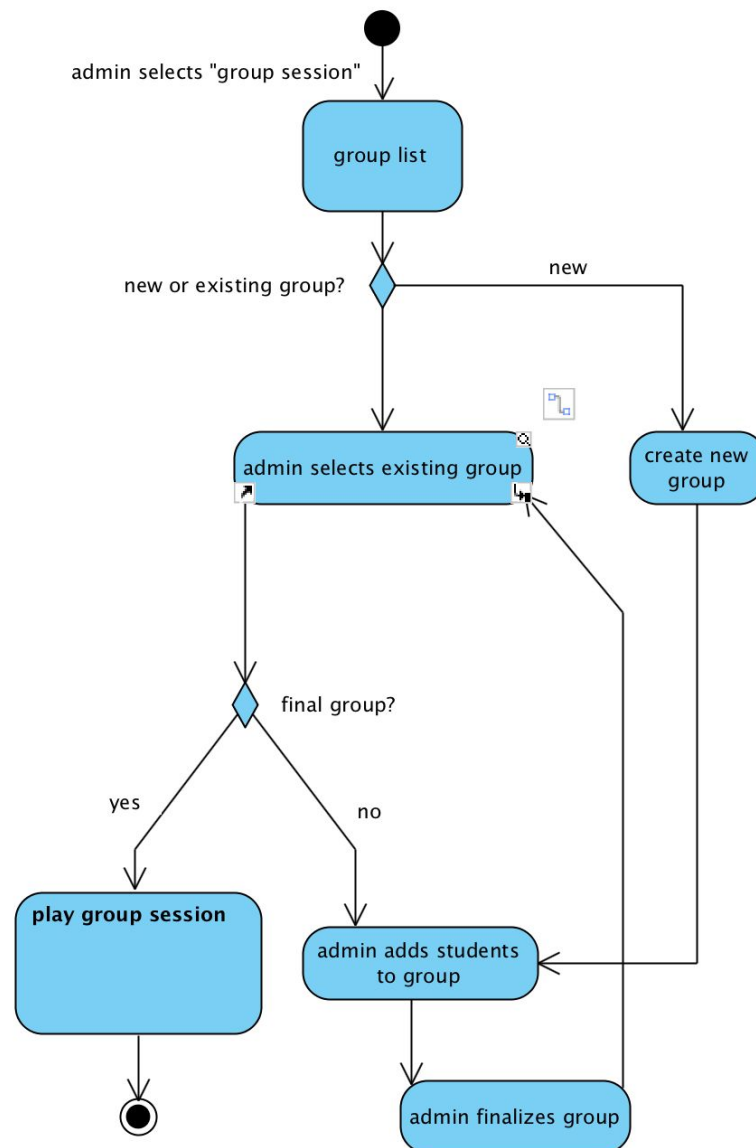 admin selects "group session"
group list
new
new or existing group?
admin selects existing group
create new
group
final group?
yes
no
play group session
admin adds students
to group
admin finalizes group